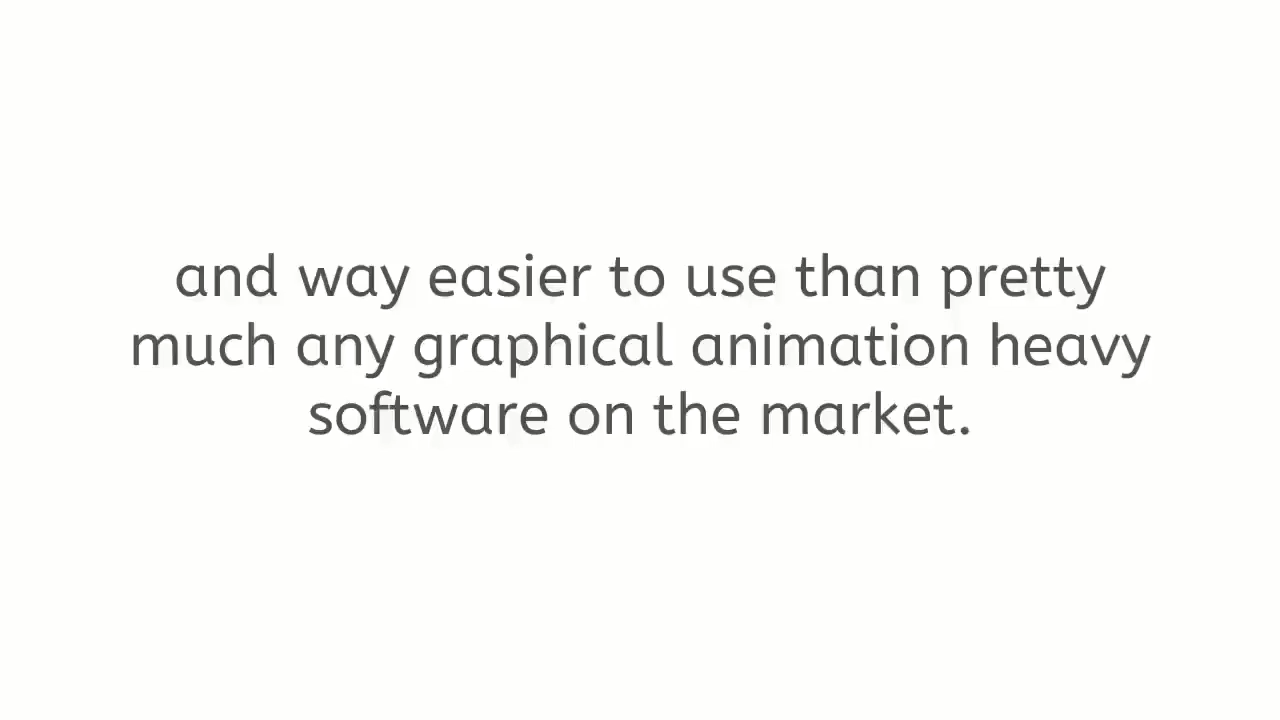 and way easier to use than pretty
much any graphical animation heavy
software on the market.